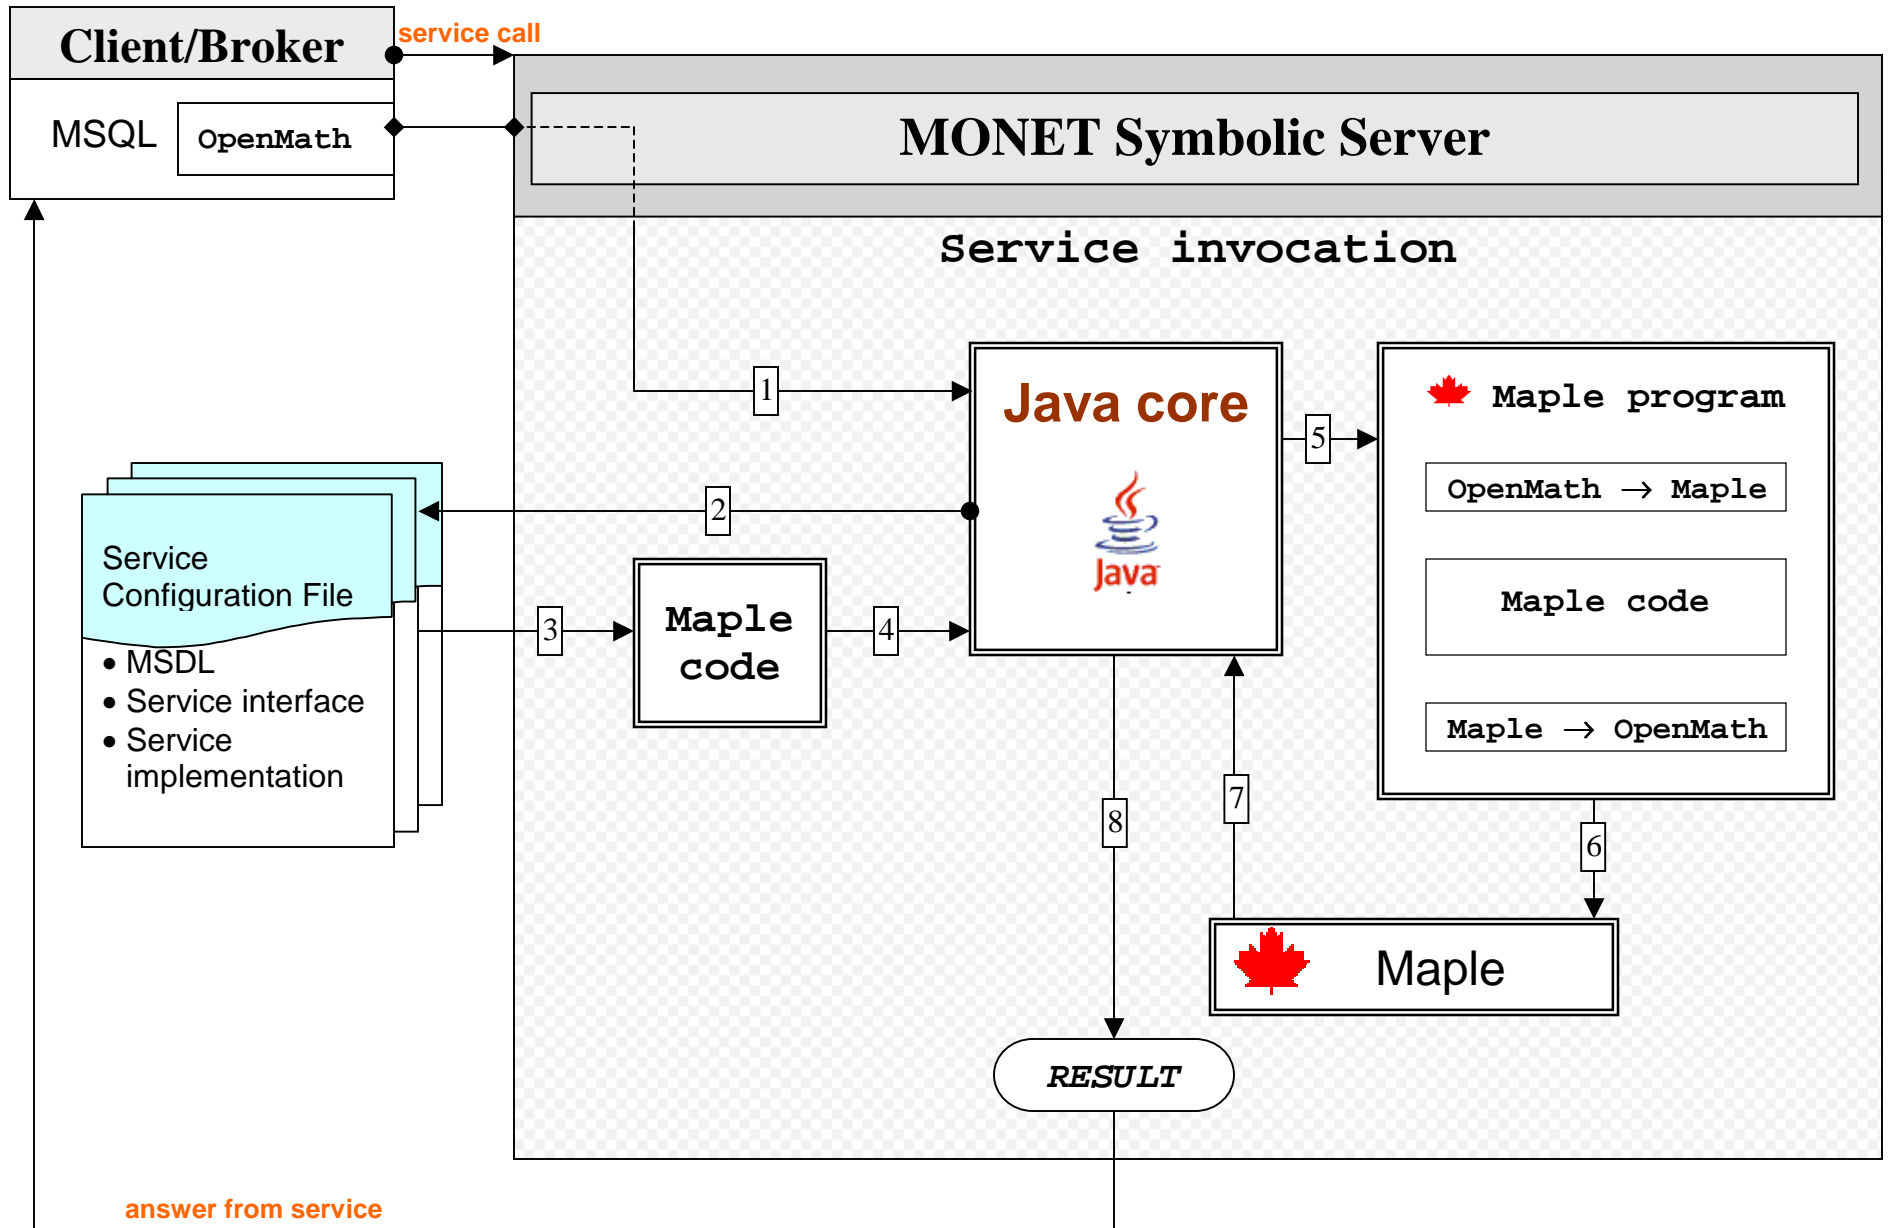 Client/Broker
service call
MSQL
OpenMath
MONET Symbolic Server
Service invocation
1
Java core
Java
5
Maple program
OpenMath → Maple
Maple code
Maple → OpenMath
2
Service
Configuration File
• MSDL
• Service interface
• Service
implementation
3
Maple
code
4
8
7
6
Maple
RESULT
answer from service